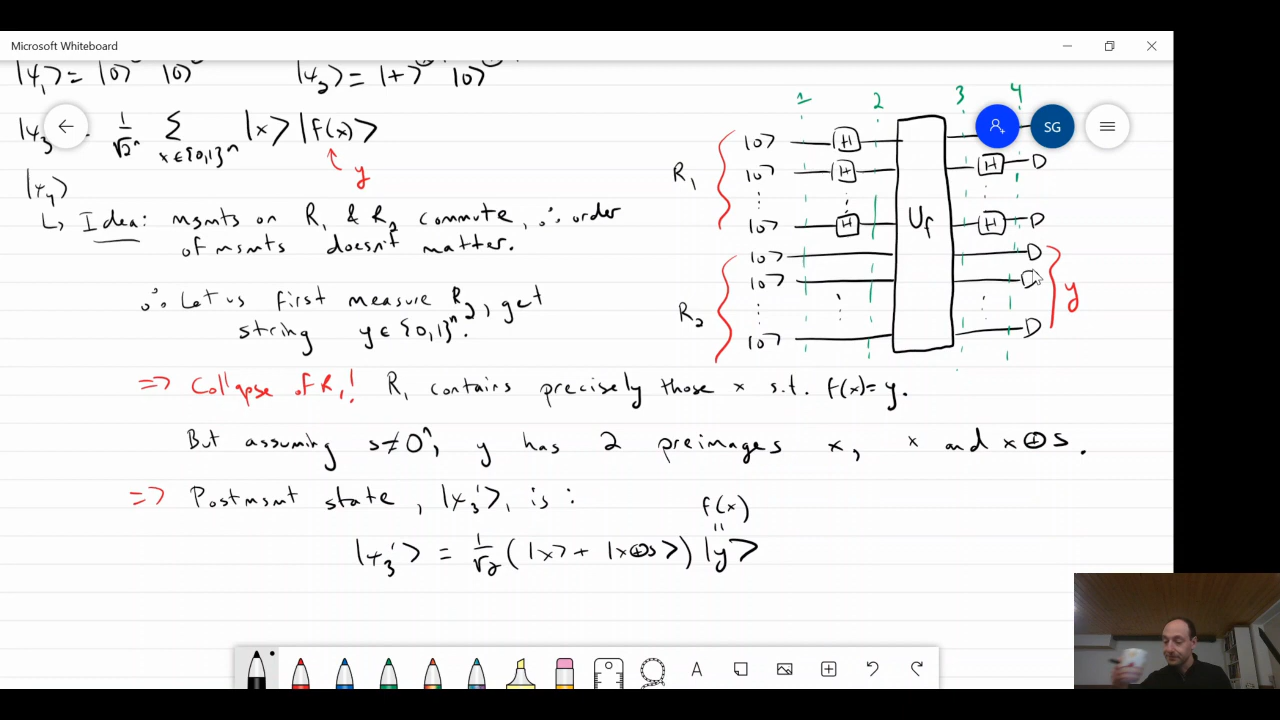 Microsoft Whiteboard
|ψ₁⟩ = |0⟩ |0⟩ |ψ₂⟩ = |+⟩ |0⟩
|ψ₃ = 1/√2ⁿ Σ x∈{0,1}ⁿ |x⟩|f(x)⟩
y
|ψ₄⟩
↳ Idea: msmts on R₁ & R₂ commute, ∴ order
of msmts doesn't matter.
∴ Let us first measure R₂, get
string y∈{0,1}ⁿ.
=> Collapse of R₁! R₁ contains precisely those x s.t. f(x)=y.
But assuming s≠0ⁿ, y has 2 preimages x, x and x⊕s.
=> Postmsmt state, |ψ₃'⟩, is:
f(x)
"
|ψ₃'⟩ = 1/√2 (|x⟩ + |x⊕s⟩) |y⟩
1 2 3 4
SG
|0⟩ H
R₁ |0⟩ H H
⋮ ⋮ ⋮
|0⟩ H U_f H
|0⟩
|0⟩ y
R₂ ⋮ ⋮ ⋮
|0⟩
A